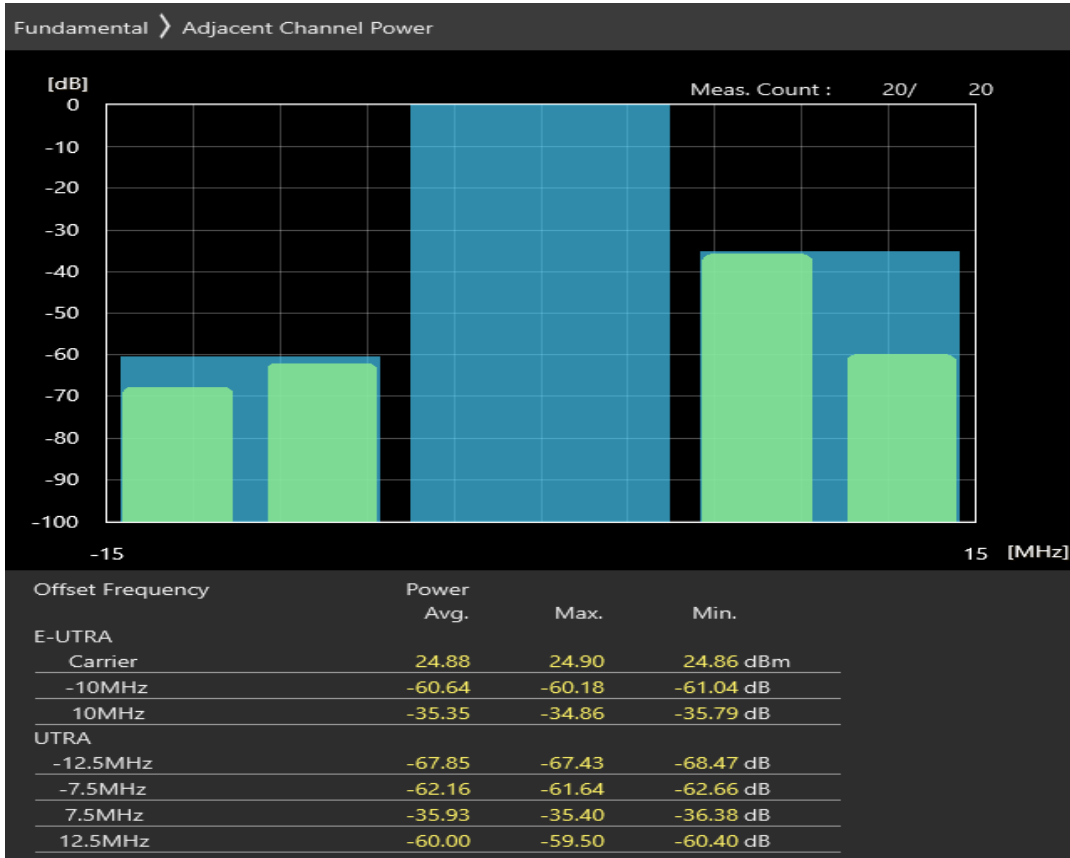 Fundamental 〉 Adjacent Channel Power
[dB]
Meas. Count : 20/ 20
0
-10
-20
-30
-40
-50
-60
-70
-80
-90
-100
-15 15 [MHz]
Offset Frequency Power
Avg. Max. Min.
E-UTRA
Carrier 24.88 24.90 24.86 dBm
-10MHz -60.64 -60.18 -61.04 dB
10MHz -35.35 -34.86 -35.79 dB
UTRA
-12.5MHz -67.85 -67.43 -68.47 dB
-7.5MHz -62.16 -61.64 -62.66 dB
7.5MHz -35.93 -35.40 -36.38 dB
12.5MHz -60.00 -59.50 -60.40 dB